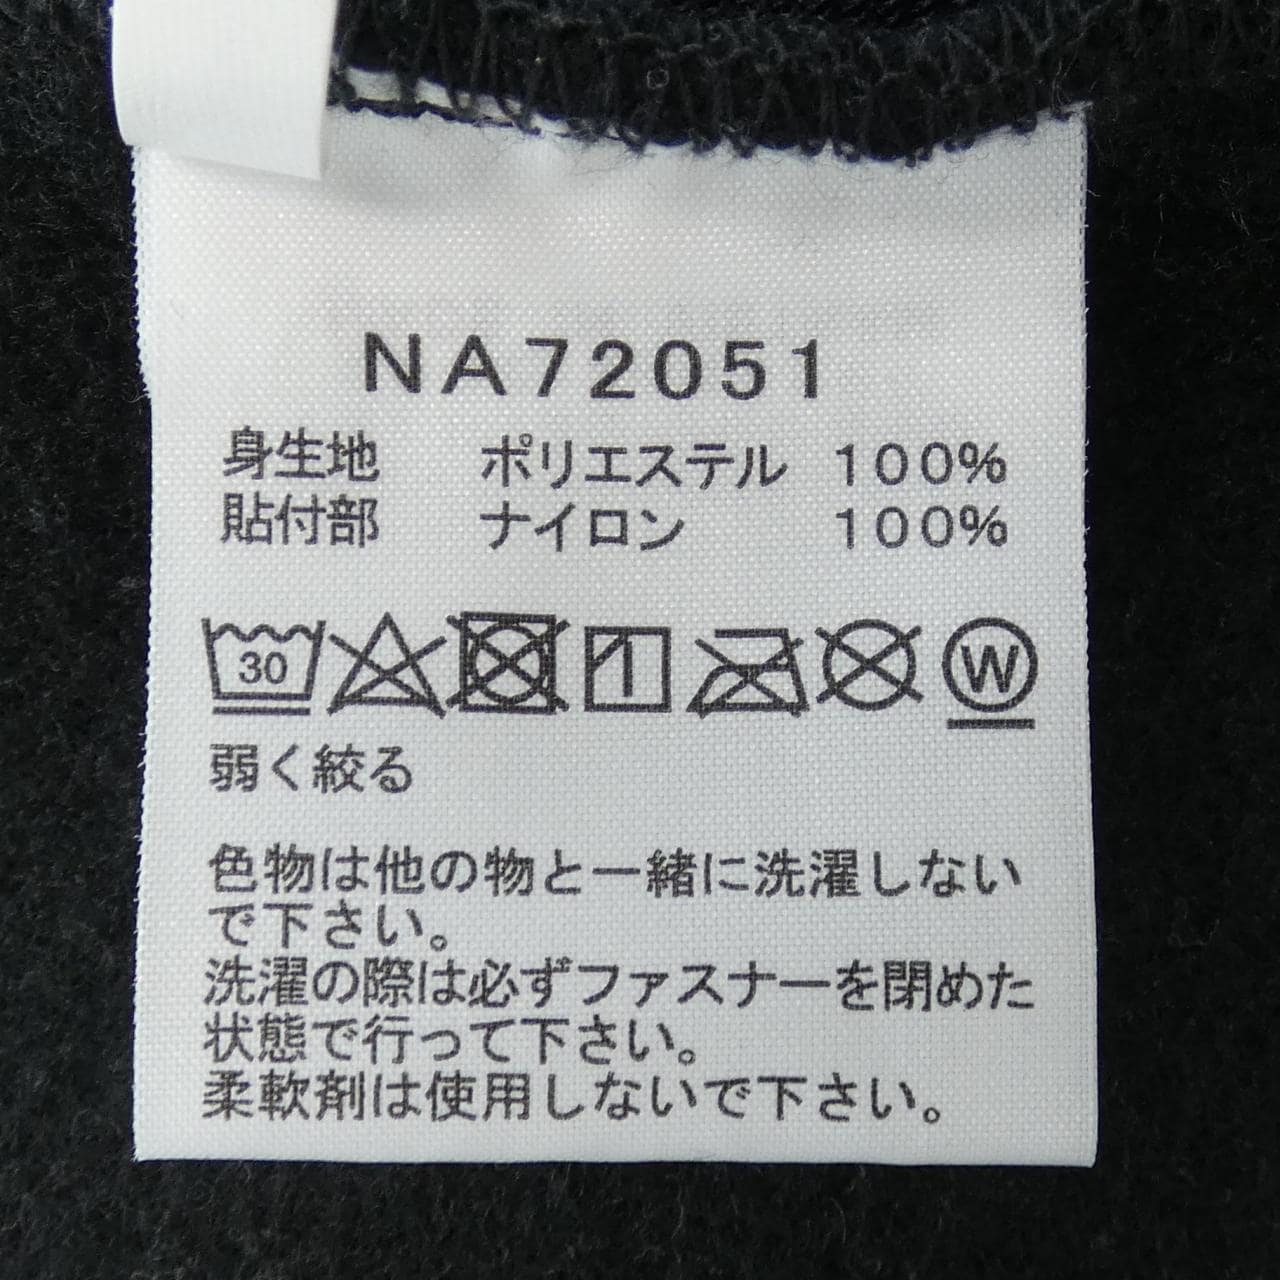 NA72051
身生地 ポリエステル 100%
貼付部 ナイロン 100%
30 W
弱く絞る
色物は他の物と一緒に洗濯しない
で下さい。
洗濯の際は必ずファスナーを閉めた
状態で行って下さい。
柔軟剤は使用しないで下さい。